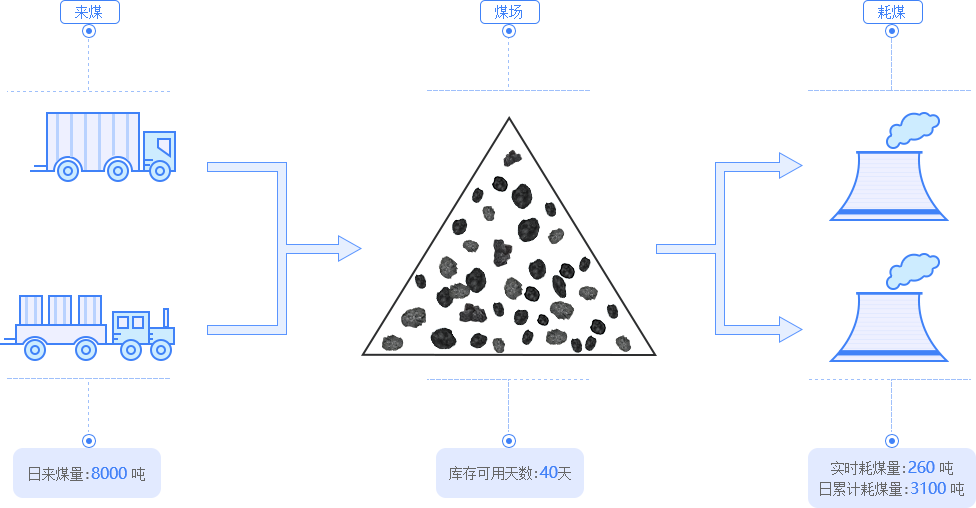 来煤
煤场
耗煤
日来煤量:8000 吨
库存可用天数:40天
实时耗煤量:260 吨
日累计耗煤量:3100 吨